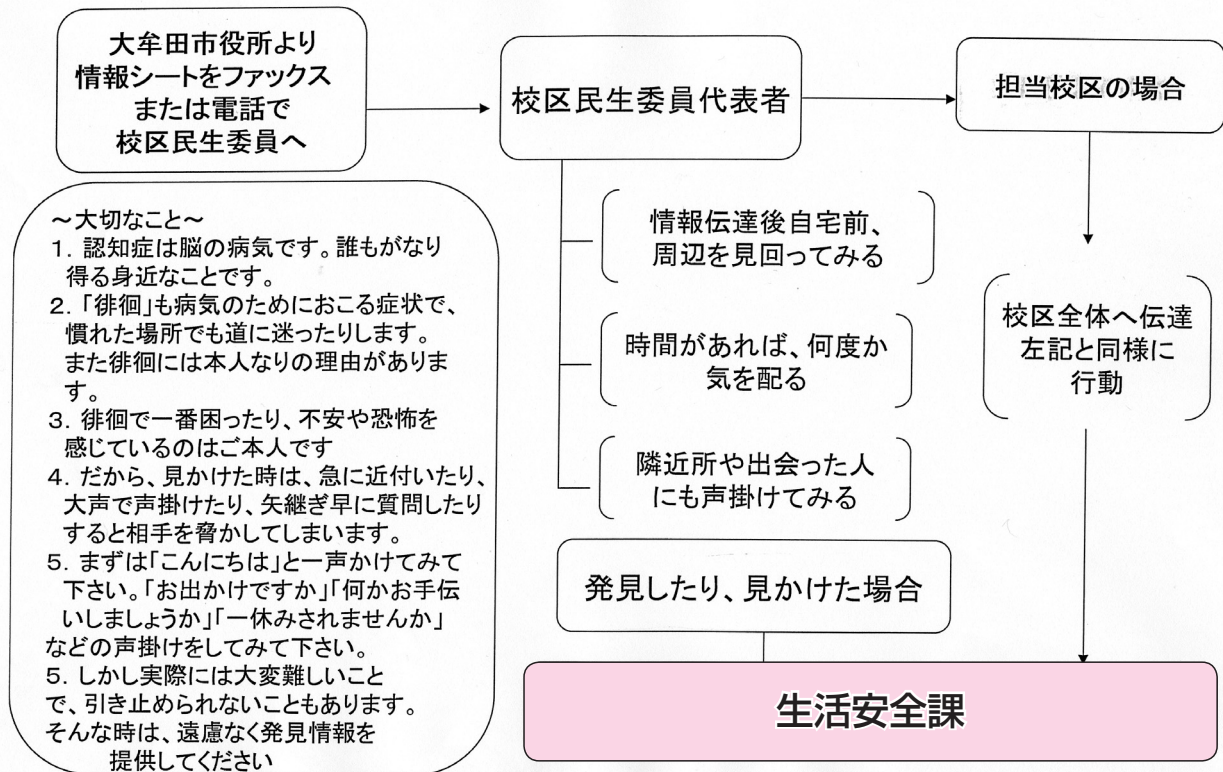 大牟田市役所より
情報シートをファックス
または電話で
校区民生委員へ
校区民生委員代表者
担当校区の場合
～大切なこと～
1．認知症は脳の病気です。誰もがなり
得る身近なことです。
2．「徘徊」も病気のためにおこる症状で、
慣れた場所でも道に迷ったりします。
また徘徊には本人なりの理由がありま
す。
3．徘徊で一番困ったり、不安や恐怖を
感じているのはご本人です
4．だから、見かけた時は、急に近付いたり、
大声で声掛けたり、矢継ぎ早に質問したり
すると相手を脅かしてしまいます。
5．まずは「こんにちは」と一声かけてみて
下さい。「お出かけですか」「何かお手伝
いしましょうか」「一休みされませんか」
などの声掛けをしてみて下さい。
5．しかし実際には大変難しいこと
で、引き止められないこともあります。
そんな時は、遠慮なく発見情報を
提供してください
情報伝達後自宅前、
周辺を見回ってみる
時間があれば、何度か
気を配る
隣近所や出会った人
にも声掛けてみる
校区全体へ伝達
左記と同様に
行動
発見したり、見かけた場合
生活安全課